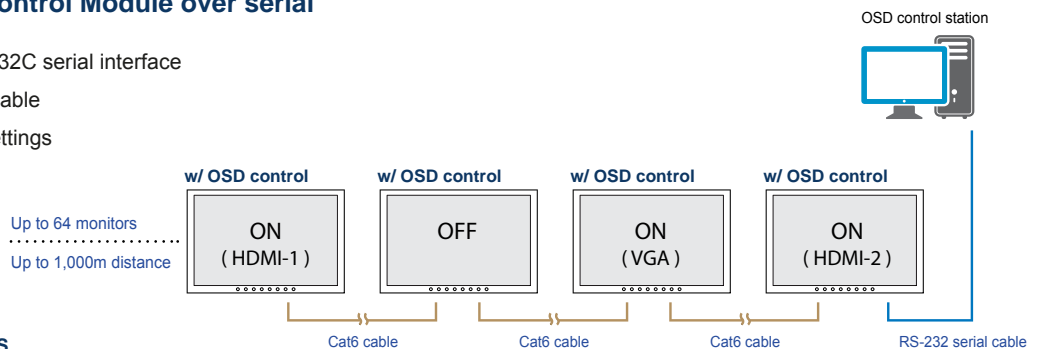 ontrol Module over serial
OSD control station
32C serial interface
able
ttings
w/ OSD control
w/ OSD control
w/ OSD control
w/ OSD control
Up to 64 monitors
Up to 1,000m distance
ON
( HDMI-1 )
OFF
ON
( VGA )
ON
( HDMI-2 )
Cat6 cable
Cat6 cable
Cat6 cable
RS-232 serial cable
s